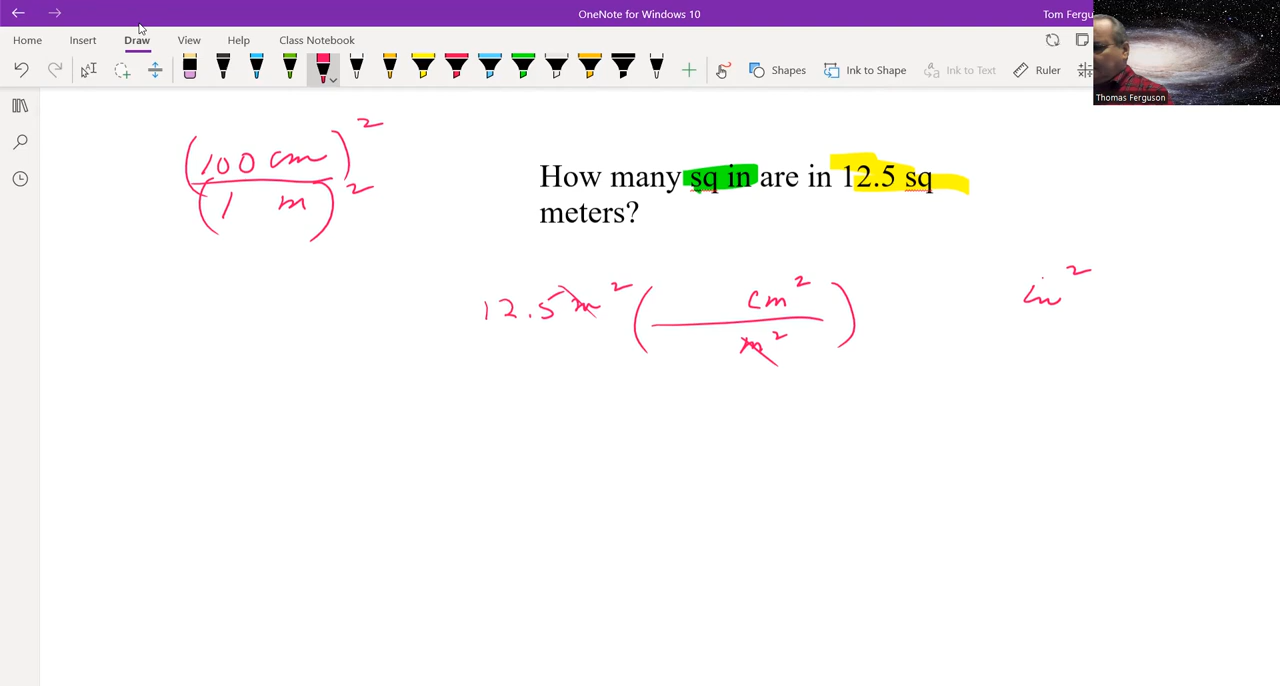 OneNote for Windows 10
Tom Fergu
Home Insert Draw View Help Class Notebook
Shapes Ink to Shape Ink to Text Ruler
Thomas Ferguson
(100 cm)²
(1 m)²
How many sq in are in 12.5 sq
meters?
12.5 m² ( cm² in²
m² )